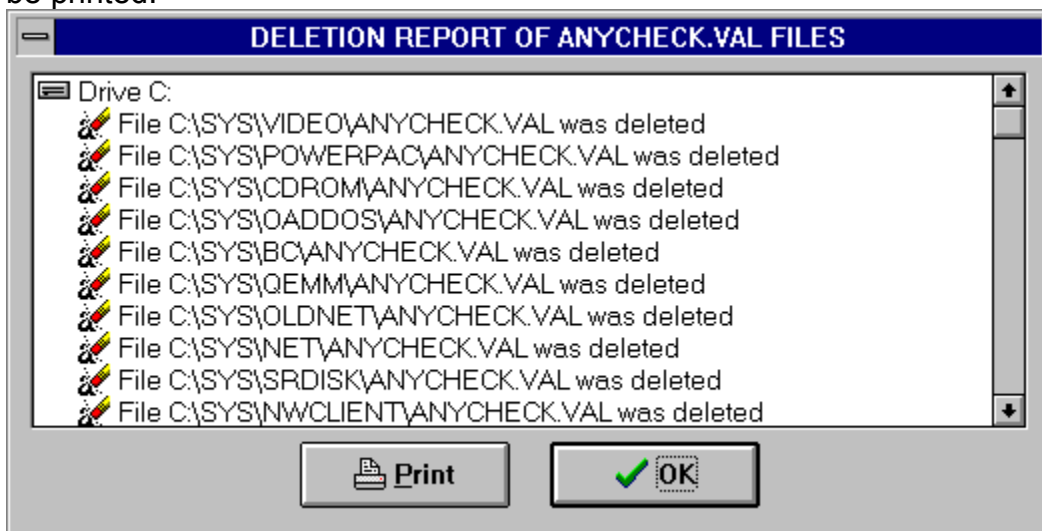 be printed.
DELETION REPORT OF ANYCHECK.VAL FILES
Drive C:
File C:\SYS\VIDEO\ANYCHECK.VAL was deleted
File C:\SYS\POWERPAC\ANYCHECK.VAL was deleted
File C:\SYS\CDROM\ANYCHECK.VAL was deleted
File C:\SYS\OADDOS\ANYCHECK.VAL was deleted
File C:\SYS\BC\ANYCHECK.VAL was deleted
File C:\SYS\QEMM\ANYCHECK.VAL was deleted
File C:\SYS\OLDNET\ANYCHECK.VAL was deleted
File C:\SYS\NET\ANYCHECK.VAL was deleted
File C:\SYS\SRDISK\ANYCHECK.VAL was deleted
File C:\SYS\NWCLIENT\ANYCHECK.VAL was deleted
Print OK